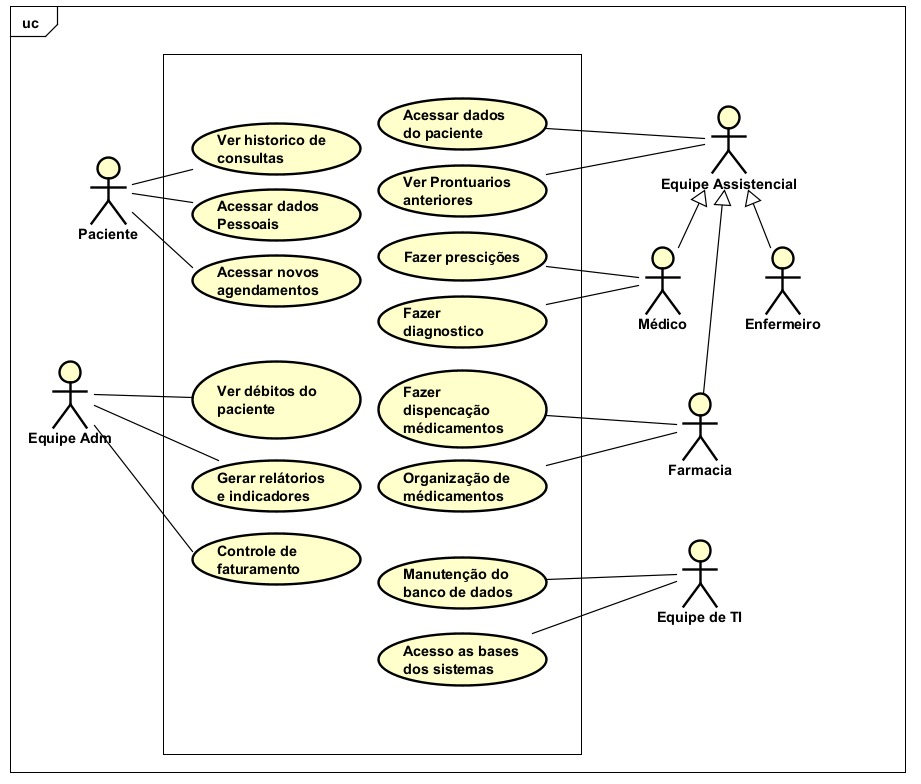 uc
Acessar dados
do paciente
Ver historico de
consultas
Equipe Assistencial
Ver Prontuarios
anteriores
Acessar dados
Pessoais
Paciente
Fazer prescições
Acessar novos
agendamentos
Fazer
diagnostico
Médico
Enfermeiro
Ver débitos do
paciente
Fazer
dispencação
médicamentos
Equipe Adm
Farmacia
Gerar relátorios
e indicadores
Organização de
médicamentos
Controle de
faturamento
Manutenção do
banco de dados
Equipe de TI
Acesso as bases
dos sistemas